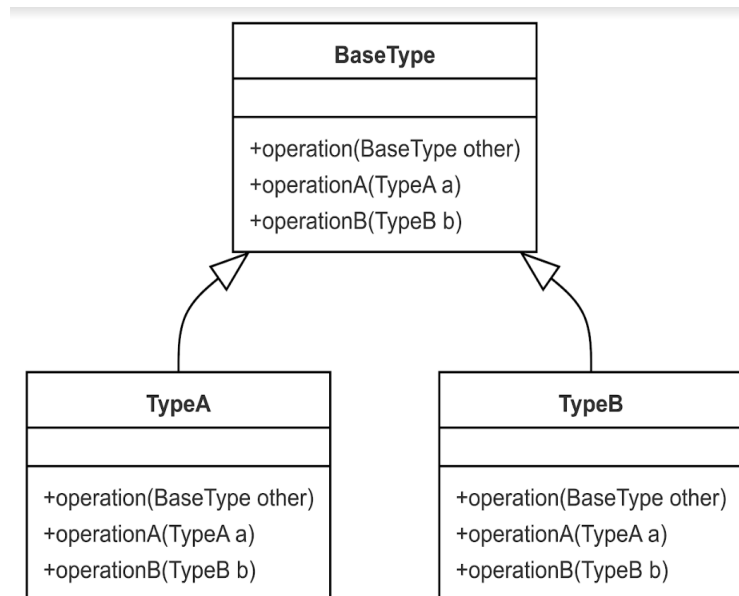 BaseType
+operation(BaseType other)
+operationA(TypeA a)
+operationB(TypeB b)
TypeA
+operation(BaseType other)
+operationA(TypeA a)
+operationB(TypeB b)
TypeB
+operation(BaseType other)
+operationA(TypeA a)
+operationB(TypeB b)